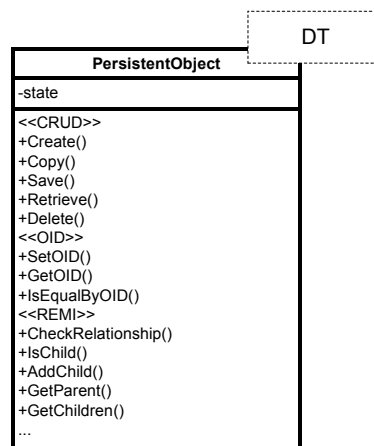 DT
PersistentObject
-state
<<CRUD>>
+Create()
+Copy()
+Save()
+Retrieve()
+Delete()
<<OID>>
+SetOID()
+GetOID()
+IsEqualByOID()
<<REMI>>
+CheckRelationship()
+IsChild()
+AddChild()
+GetParent()
+GetChildren()
...